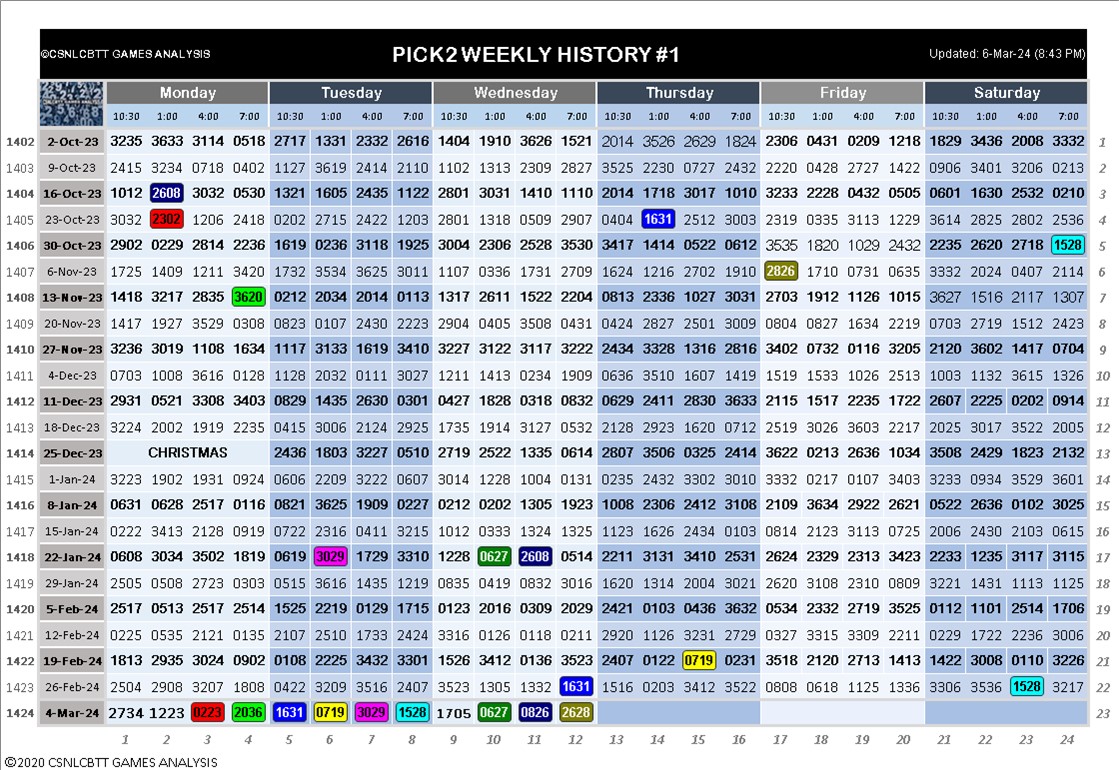 ©CSNLCBTT GAMES ANALYSIS PICK2 WEEKLY HISTORY #1 Updated: 6-Mar-24 (8:43 PM)
Monday Tuesday Wednesday Thursday Friday Saturday
10:30 1:00 4:00 7:00 10:30 1:00 4:00 7:00 10:30 1:00 4:00 7:00 10:30 1:00 4:00 7:00 10:30 1:00 4:00 7:00 10:30 1:00 4:00 7:00
1402 2-Oct-23 3235 3633 3114 0518 2717 1331 2332 2616 1404 1910 3626 1521 2014 3526 2629 1824 2306 0431 0209 1218 1829 3436 2008 3332 1
1403 9-Oct-23 2415 3234 0718 0402 1127 3619 2414 2110 1102 1313 2309 2827 3525 2230 0727 2432 2220 0428 2727 1422 0906 3401 3206 0213 2
1404 16-Oct-23 1012 2608 3032 0530 1321 1605 2435 1122 2801 3031 1410 1110 2014 1718 3017 1010 3233 2228 0432 0505 0601 1630 2532 0210 3
1405 23-Oct-23 3032 2302 1206 2418 0202 2715 2422 1203 2801 1318 0509 2907 0404 1631 2512 3003 2319 0335 3113 1229 3614 2825 2802 2536 4
1406 30-Oct-23 2902 0229 2814 2236 1619 0236 3118 1925 3004 2306 2528 3530 3417 1414 0522 0612 3535 1820 1029 2432 2235 2620 2718 1528 5
1407 6-Nov-23 1725 1409 1211 3420 1732 3534 3625 3011 1107 0336 1731 2709 1624 1216 2702 1910 2826 1710 0731 0635 3332 2024 0407 2114 6
1408 13-Nov-23 1418 3217 2835 3620 0212 2034 2014 0113 1317 2611 1522 2204 0813 2336 1027 3031 2703 1912 1126 1015 3627 1516 2117 1307 7
1409 20-Nov-23 1417 1927 3529 0308 0823 0107 2430 2223 2904 0405 3508 0431 0424 2827 2501 3009 0804 0827 1634 2219 0703 2719 1512 2423 8
1410 27-Nov-23 3236 3019 1108 1634 1117 3133 1619 3410 3227 3122 3117 3222 2434 3328 1316 2816 3402 0732 0116 3205 2120 3602 1417 0704 9
1411 4-Dec-23 0703 1008 3616 0128 1128 2032 0111 3027 1211 1413 0234 1909 0636 3510 1607 1419 1519 1533 1026 2513 1003 1132 3615 1326 10
1412 11-Dec-23 2931 0521 3308 3403 0829 1435 2630 0301 0427 1828 0318 0832 0629 2411 2830 3633 2115 1517 2235 1722 2607 2225 0202 0914 11
1413 18-Dec-23 3224 2002 1919 2235 0415 3006 2124 2925 1735 1914 3127 0532 2128 2923 1620 0712 2519 3026 3603 2217 2025 3017 3522 2005 12
1414 25-Dec-23 CHRISTMAS 2436 1803 3227 0510 2719 2522 1335 0614 2807 3506 0325 2414 3622 0213 2636 1034 3508 2429 1823 2132 13
1415 1-Jan-24 3223 1902 1931 0924 0606 2209 3222 0607 3014 1228 1004 0131 0235 2432 3302 3010 3332 0217 0107 3403 3233 0934 3529 3601 14
1416 8-Jan-24 0631 0628 2517 0116 0821 3625 1909 0227 0212 0202 1305 1923 1008 2306 2412 3108 2109 3634 2922 2621 0522 2636 0102 3025 15
1417 15-Jan-24 0222 3413 2128 0919 0722 2316 0411 3215 1012 0333 1324 1325 1123 1626 2434 0103 0814 2123 3113 0725 2006 2430 2103 0615 16
1418 22-Jan-24 0608 3034 3502 1819 0619 3029 1729 3310 1228 0627 2608 0514 2211 3131 3410 2531 0724 2329 2313 3423 2233 1235 3117 3115 17
1419 29-Jan-24 2505 0508 2723 0303 0515 3616 1435 1219 0835 0419 0832 3016 1620 1314 2004 3021 2620 3108 2310 0809 3221 1431 1113 1125 18
1420 5-Feb-24 2517 0513 2517 2514 1525 2219 0129 1715 0123 2016 0309 2029 2421 0103 0436 3632 0534 2332 2719 3525 0112 1101 2514 1706 19
1421 12-Feb-24 0225 0535 2121 0135 2107 2510 1733 2424 3316 0126 0118 0211 2920 1126 3231 2729 0327 3315 3309 2211 0229 1722 2236 3006 20
1422 19-Feb-24 1813 2935 3024 0902 0108 2225 3432 3301 1526 3412 0136 3523 2407 0122 0719 0231 3518 2120 2713 1413 1422 3008 0110 3226 21
1423 26-Feb-24 2504 2908 3207 1808 0422 3209 3516 2407 3523 1305 1332 1631 1516 0203 3412 3522 0808 0618 1125 1336 3306 3536 1528 3217 22
1424 4-Mar-24 2734 1223 0223 2036 1631 0719 3029 1528 1705 0627 0826 2628 23
1 2 3 4 5 6 7 8 9 10 11 12 13 14 15 16 17 18 19 20 21 22 23 24
©2020 CSNLCBTT GAMES ANALYSIS